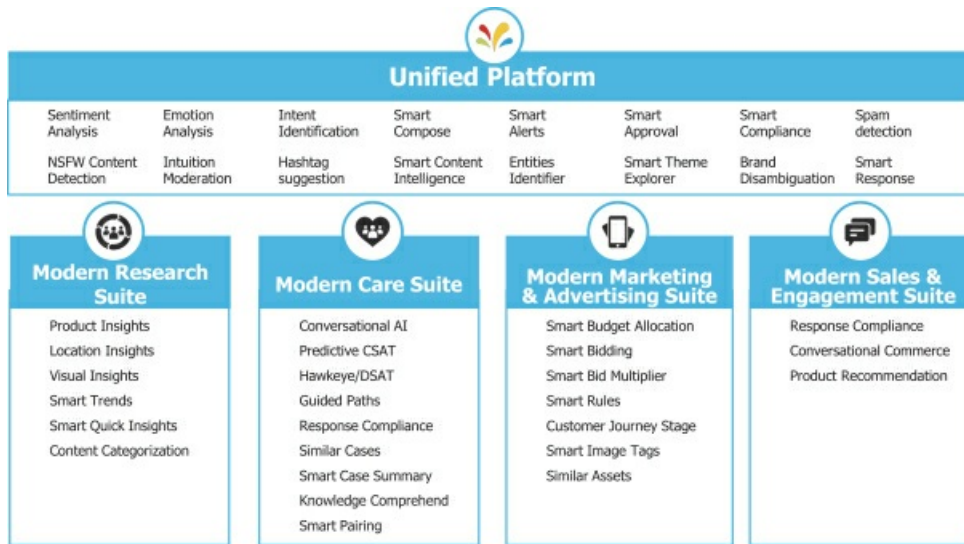 Unified Platform
Sentiment Analysis
Emotion Analysis
Intent Identification
Smart Compose
Smart Alerts
Smart Approval
Smart Compliance
Spam detection
NSFW Content Detection
Intuition Moderation
Hashtag suggestion
Smart Content Intelligence
Entities Identifier
Smart Theme Explorer
Brand Disambiguation
Smart Response
Modern Research
Suite
Product Insights
Location Insights
Visual Insights
Smart Trends
Smart Quick Insights
Content Categorization
Modern Care Suite
Conversational AI
Predictive CSAT
Hawkeye/DSAT
Guided Paths
Response Compliance
Similar Cases
Smart Case Summary
Knowledge Comprehend
Smart Pairing
Modern Marketing
& Advertising Suite
Smart Budget Allocation
Smart Bidding
Smart Bid Multiplier
Smart Rules
Customer Journey Stage
Smart Image Tags
Similar Assets
Modern Sales &
Engagement Suite
Response Compliance
Conversational Commerce
Product Recommendation